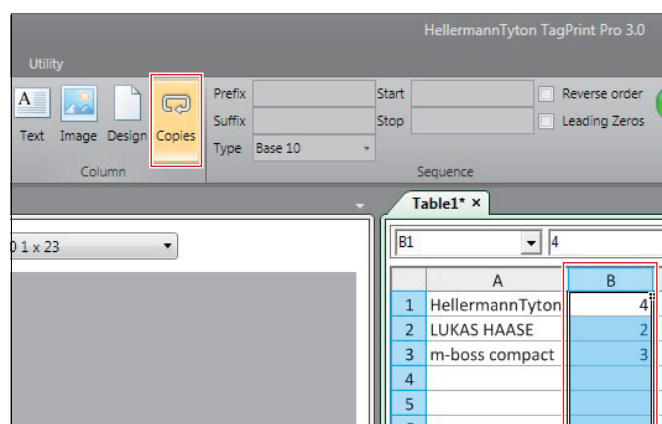 HellermannTyton TagPrint Pro 3.0
Utility
A
Text Image Design Copies
Column
Prefix
Suffix
Type Base 10
Start
Stop
Reverse order
Leading Zeros
Sequence
Table1* ×
1 x 23
B1 4
A B
1 HellermannTyton 4
2 LUKAS HAASE 2
3 m-boss compact 3
4
5